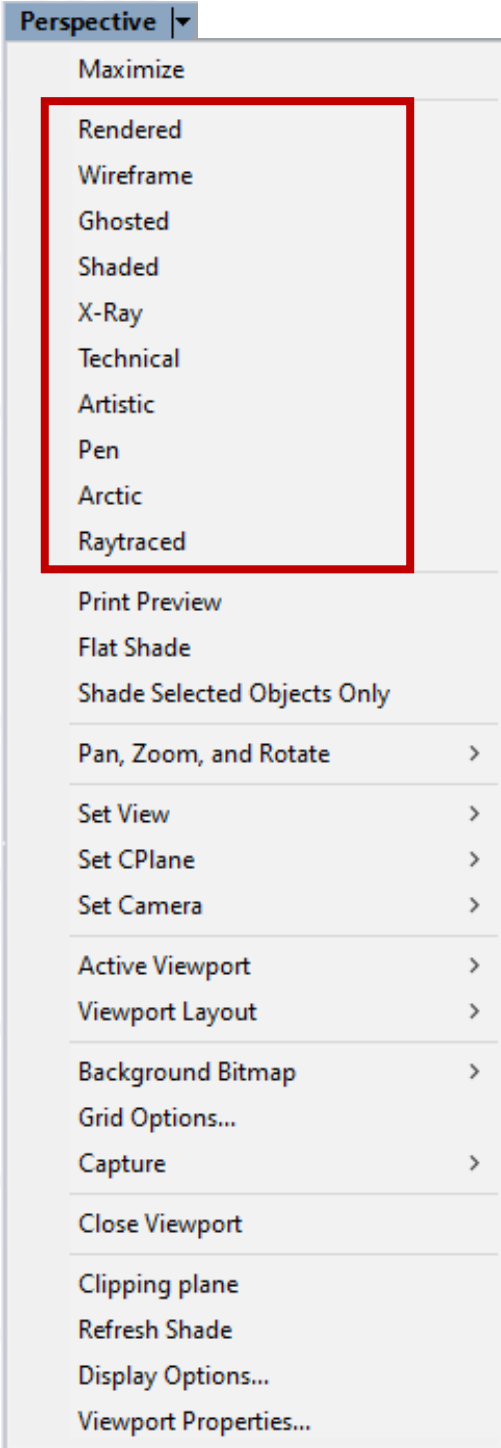 Perspective
Maximize
Rendered
Wireframe
Ghosted
Shaded
X-Ray
Technical
Artistic
Pen
Arctic
Raytraced
Print Preview
Flat Shade
Shade Selected Objects Only
Pan, Zoom, and Rotate
Set View
Set CPlane
Set Camera
Active Viewport
Viewport Layout
Background Bitmap
Grid Options...
Capture
Close Viewport
Clipping plane
Refresh Shade
Display Options...
Viewport Properties...